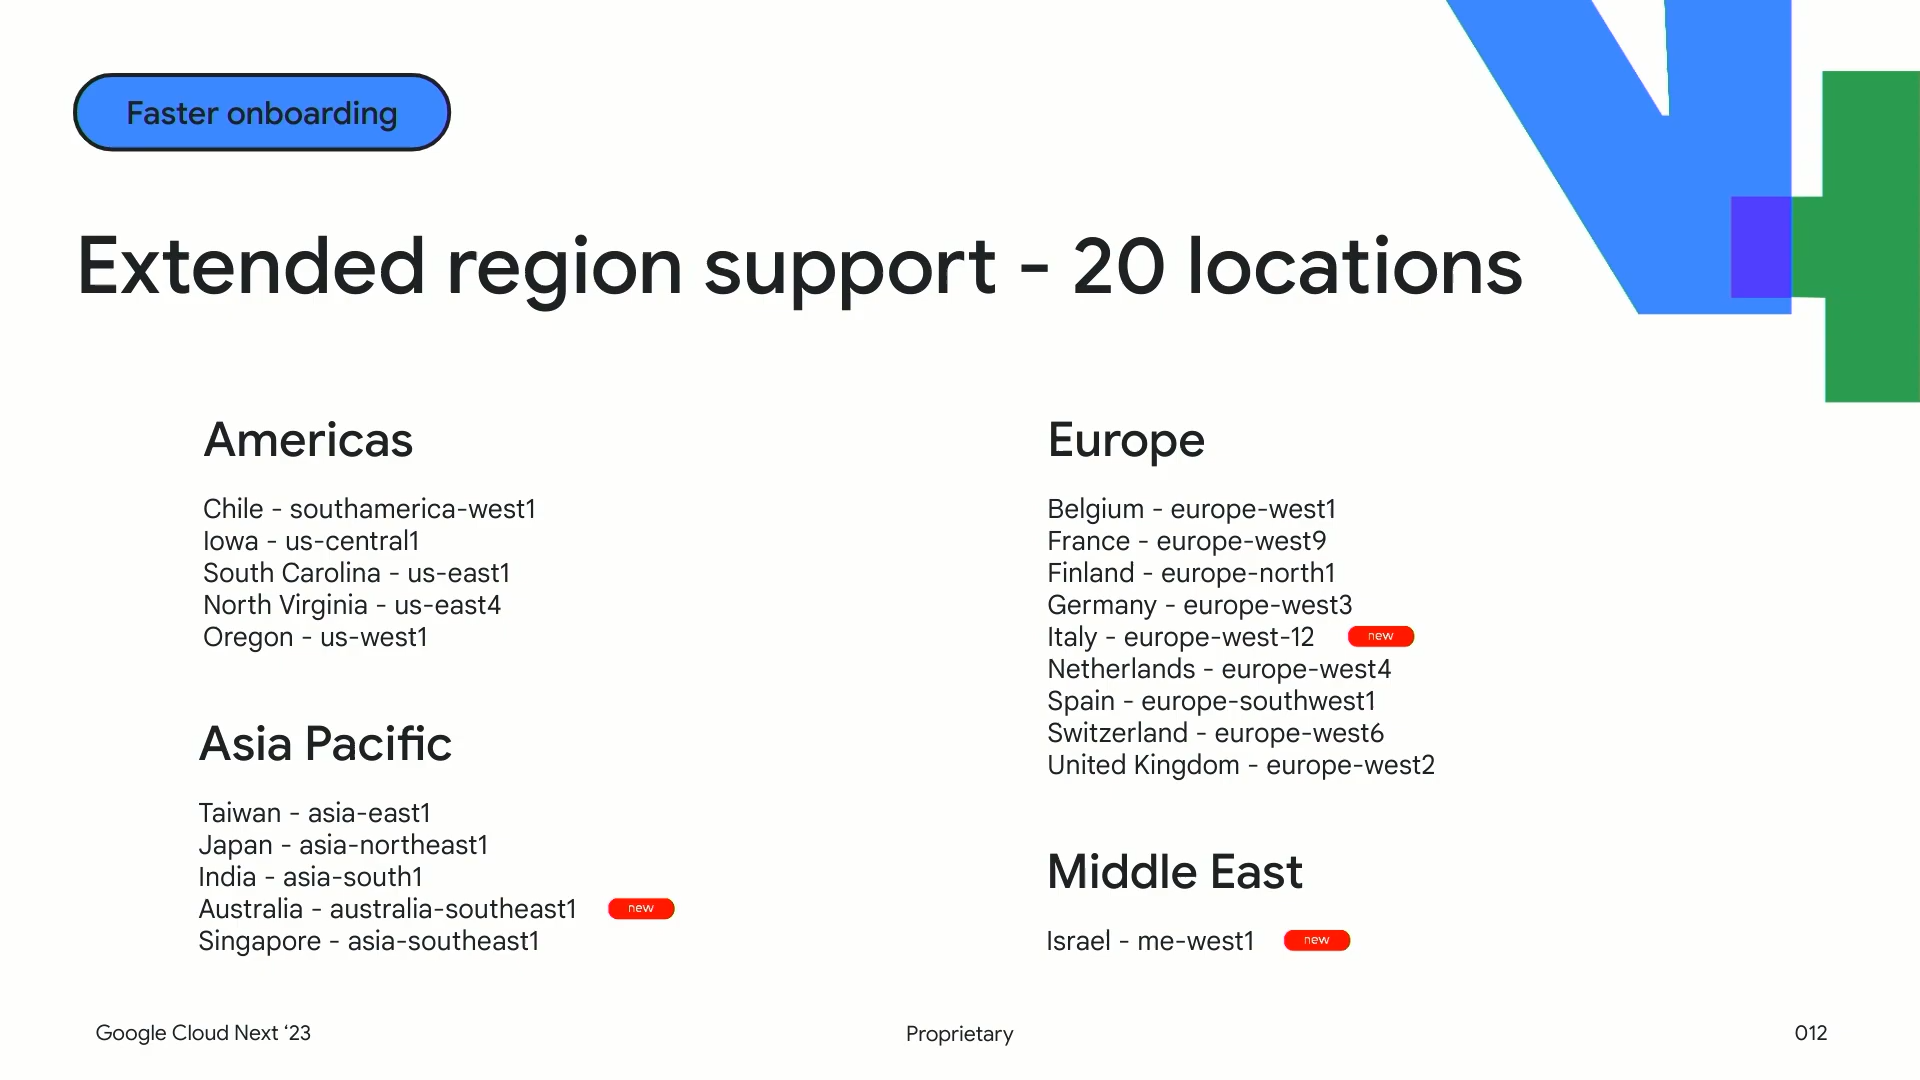 Faster onboarding
Extended region support - 20 locations
Americas
Chile - southamerica-west1
Iowa - us-central1
South Carolina - us-east1
North Virginia - us-east4
Oregon - us-west1
Asia Pacific
Taiwan - asia-east1
Japan - asia-northeast1
India - asia-south1
Australia - australia-southeast1 new
Singapore - asia-southeast1
Europe
Belgium - europe-west1
France - europe-west9
Finland - europe-north1
Germany - europe-west3
Italy - europe-west-12 new
Netherlands - europe-west4
Spain - europe-southwest1
Switzerland - europe-west6
United Kingdom - europe-west2
Middle East
Israel - me-west1 new
Google Cloud Next ‘23
Proprietary
012